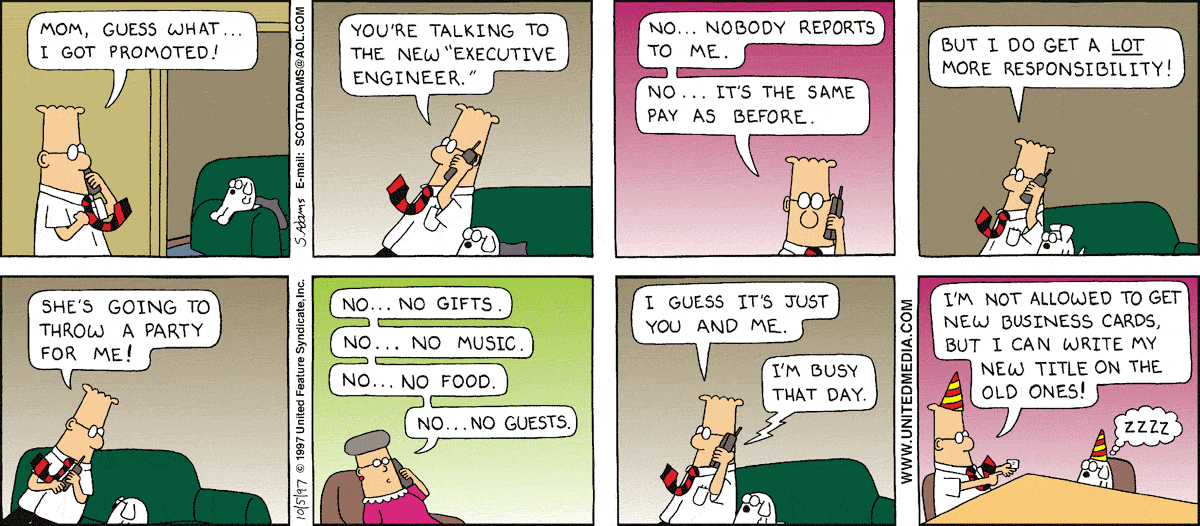 MOM, GUESS WHAT...
I GOT PROMOTED!
S.Adams E-mail: SCOTTADAMS@AOL.COM
YOU'RE TALKING TO
THE NEW "EXECUTIVE
ENGINEER."
NO... NOBODY REPORTS
TO ME.
NO... IT'S THE SAME
PAY AS BEFORE.
BUT I DO GET A LOT
MORE RESPONSIBILITY!
SHE'S GOING TO
THROW A PARTY
FOR ME!
10/5/97 © 1997 United Feature Syndicate, Inc.
NO... NO GIFTS.
NO... NO MUSIC.
NO... NO FOOD.
NO... NO GUESTS.
I GUESS IT'S JUST
YOU AND ME.
I'M BUSY
THAT DAY.
WWW.UNITEDMEDIA.COM
I'M NOT ALLOWED TO GET
NEW BUSINESS CARDS,
BUT I CAN WRITE MY
NEW TITLE ON THE
OLD ONES!
ZZZZ